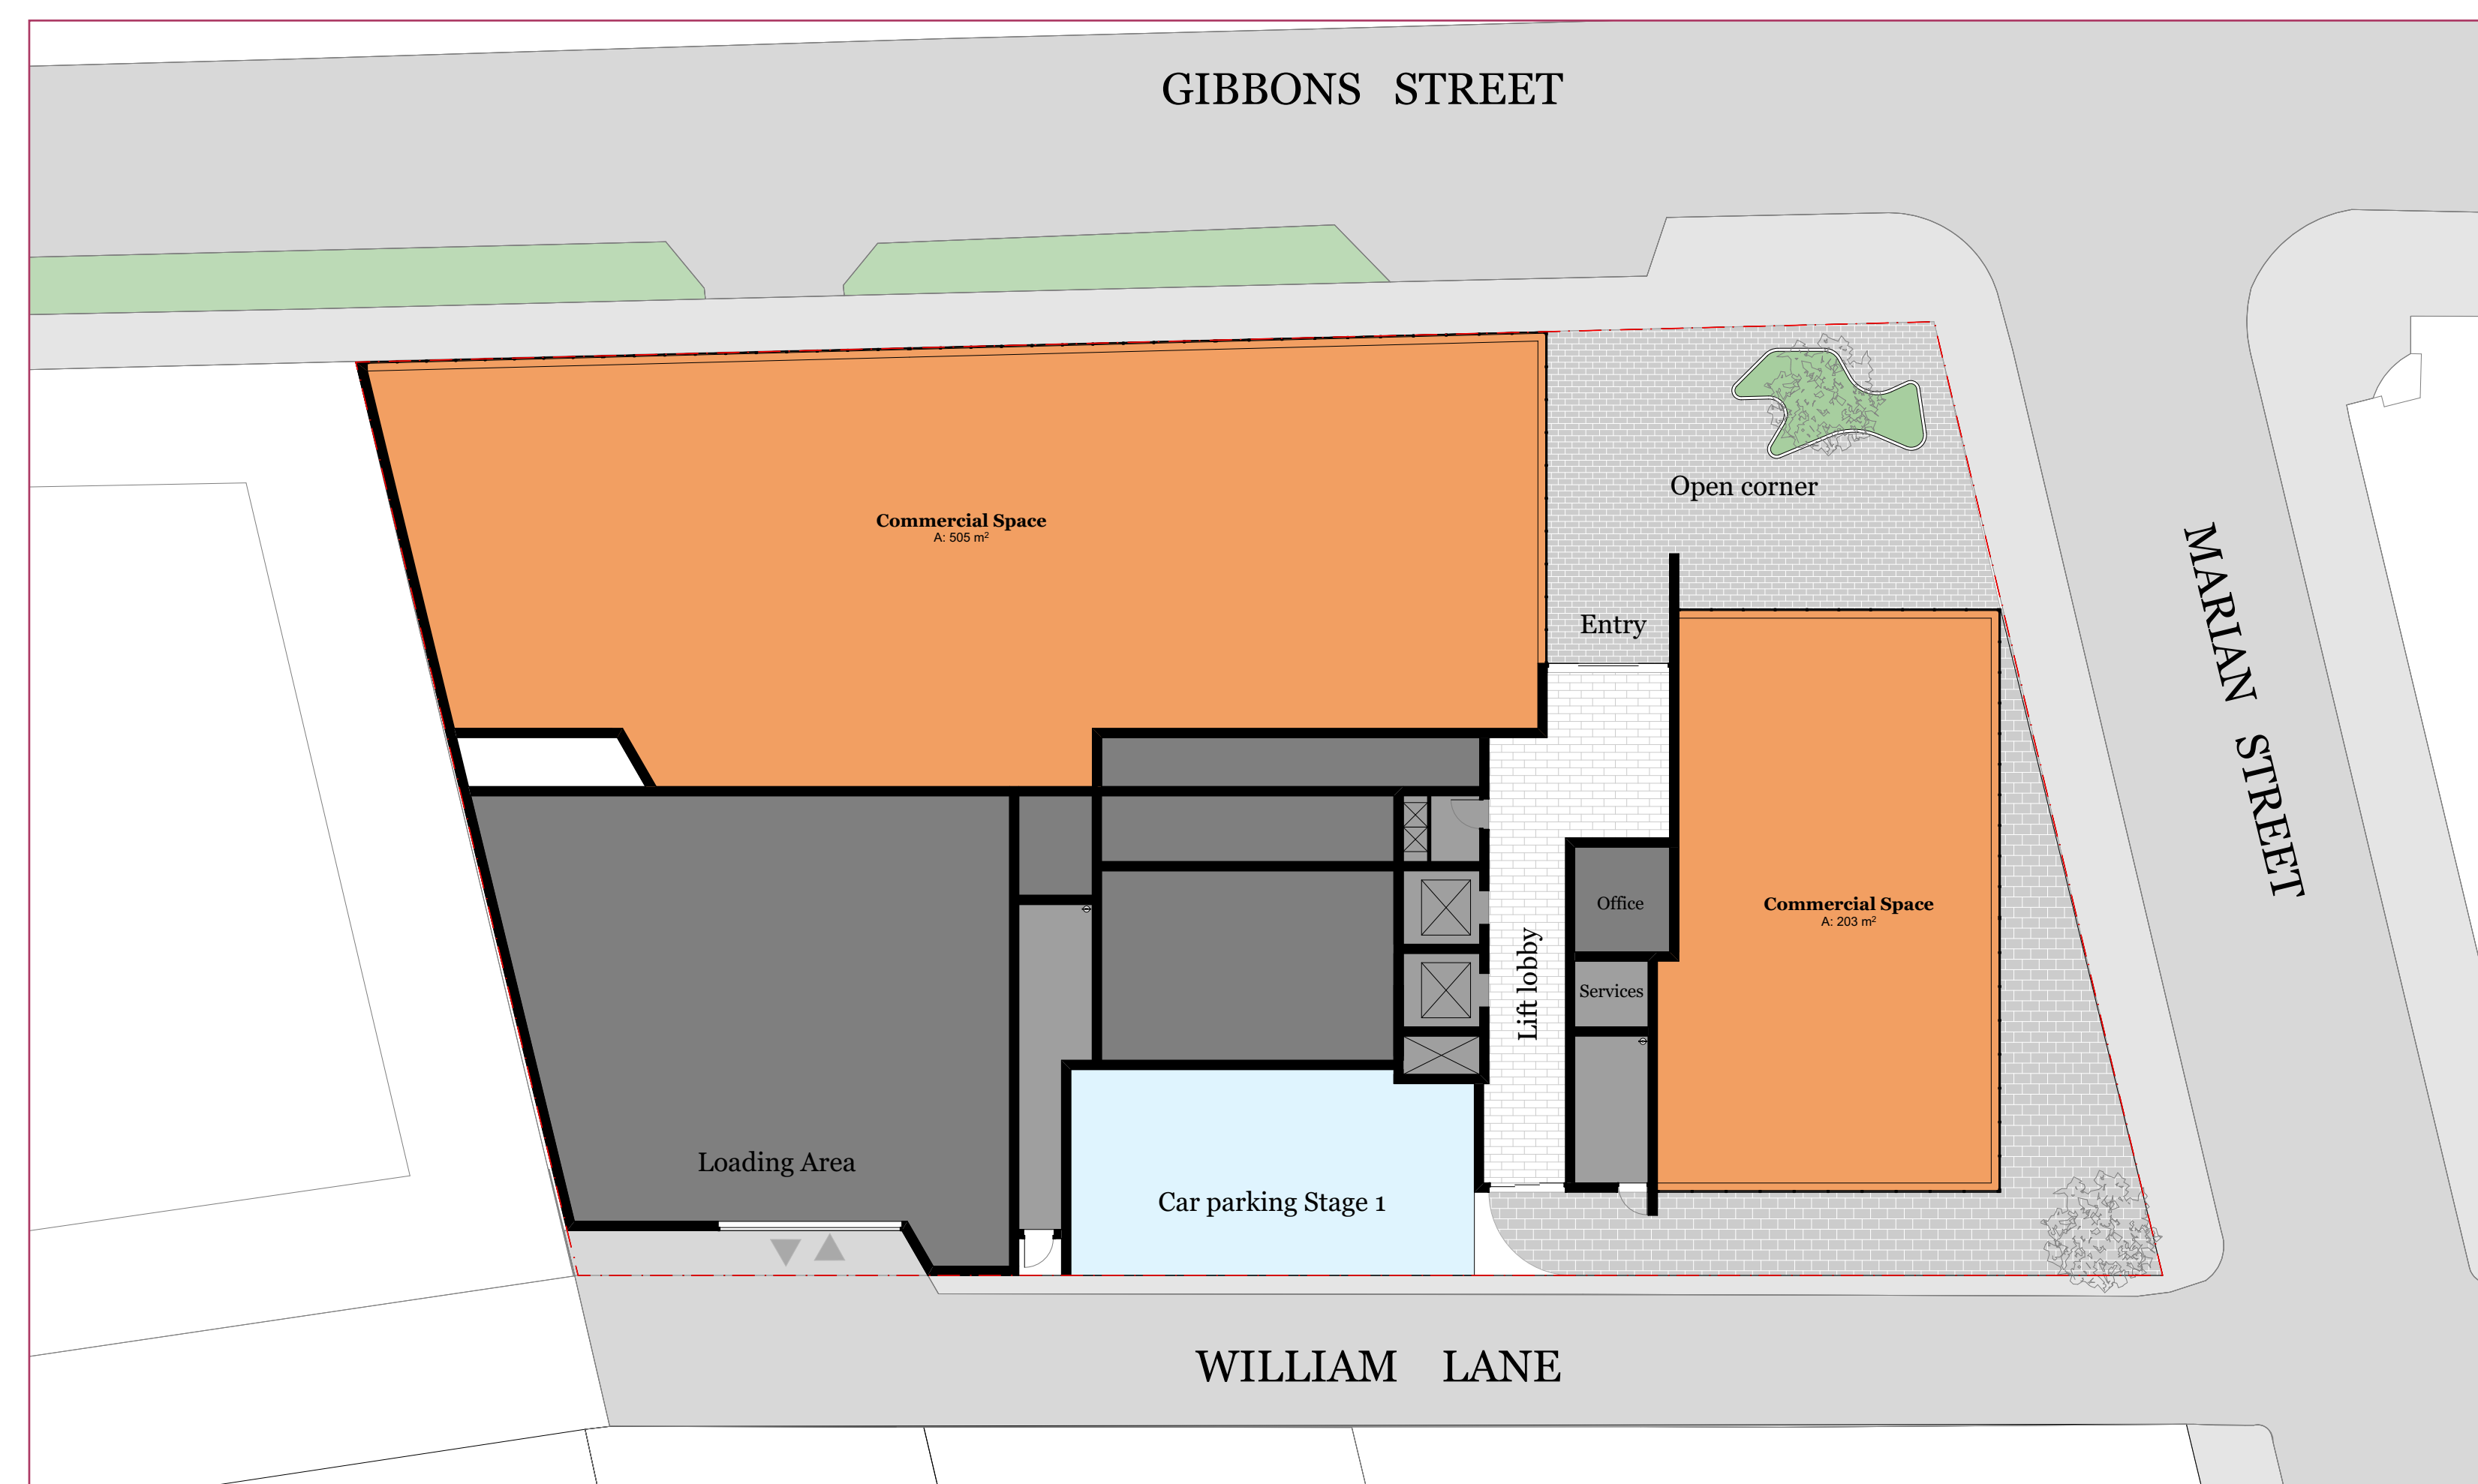 GIBBONS STREET
Open corner
Commercial Space
A: 505 m²
MARIAN STREET
Entry
Office
Commercial Space
A: 203 m²
Lift lobby
Services
Loading Area
Car parking Stage 1
WILLIAM LANE